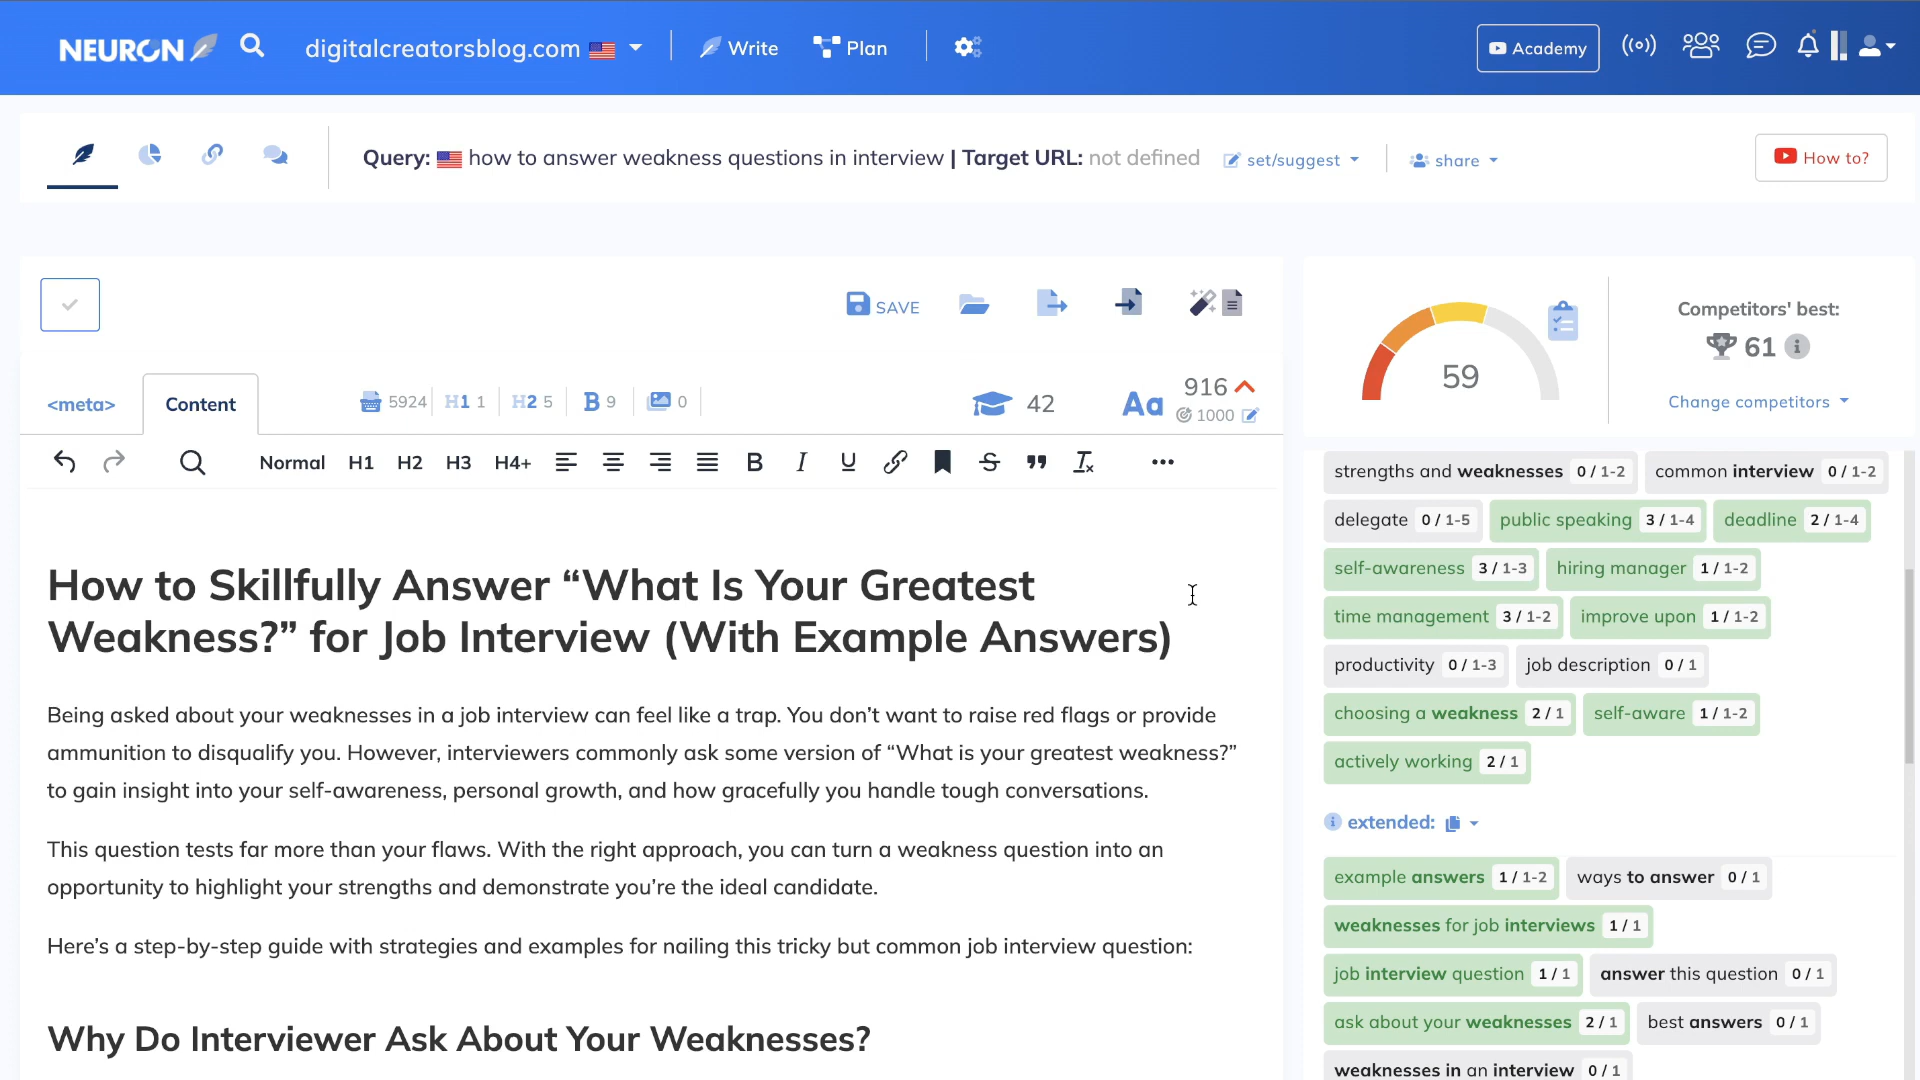 NEURON digitalcreatorsblog.com Write Plan Academy
Query: how to answer weakness questions in interview | Target URL: not defined set/suggest share How to?
SAVE
59
Competitors' best:
61
Change competitors
<meta> Content 5924 H1 1 H2 5 B 9 0 42 Aa 916
1000
Normal H1 H2 H3 H4+ B I U S Tx
How to Skillfully Answer “What Is Your Greatest
Weakness?” for Job Interview (With Example Answers)
Being asked about your weaknesses in a job interview can feel like a trap. You don’t want to raise red flags or provide
ammunition to disqualify you. However, interviewers commonly ask some version of “What is your greatest weakness?”
to gain insight into your self-awareness, personal growth, and how gracefully you handle tough conversations.
This question tests far more than your flaws. With the right approach, you can turn a weakness question into an
opportunity to highlight your strengths and demonstrate you’re the ideal candidate.
Here’s a step-by-step guide with strategies and examples for nailing this tricky but common job interview question:
Why Do Interviewer Ask About Your Weaknesses?
strengths and weaknesses 0 / 1-2 common interview 0 / 1-2
delegate 0 / 1-5 public speaking 3 / 1-4 deadline 2 / 1-4
self-awareness 3 / 1-3 hiring manager 1 / 1-2
time management 3 / 1-2 improve upon 1 / 1-2
productivity 0 / 1-3 job description 0 / 1
choosing a weakness 2 / 1 self-aware 1 / 1-2
actively working 2 / 1
extended:
example answers 1 / 1-2 ways to answer 0 / 1
weaknesses for job interviews 1 / 1
job interview question 1 / 1 answer this question 0 / 1
ask about your weaknesses 2 / 1 best answers 0 / 1
weaknesses in an interview 0 / 1